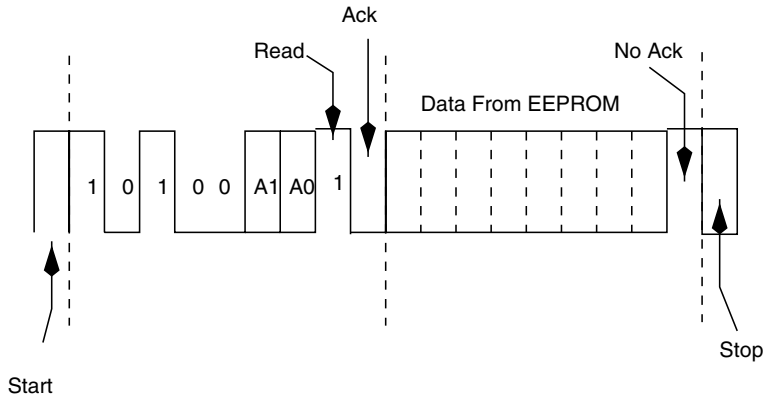 Ack
Read
No Ack
Data From EEPROM
1 0 1 0 0 A1 A0 1
Stop
Start